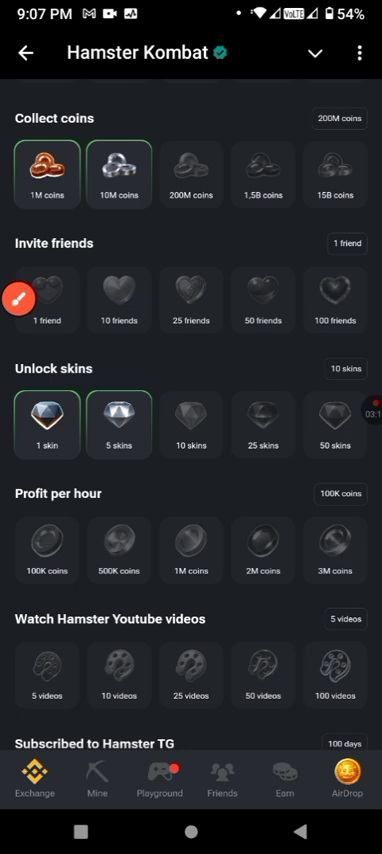 9:07 PM VoLTE 54%
Hamster Kombat
Collect coins 200M coins
1M coins 10M coins 200M coins 1,5B coins 15B coins
Invite friends 1 friend
1 friend 10 friends 25 friends 50 friends 100 friends
Unlock skins 10 skins
03:1
1 skin 5 skins 10 skins 25 skins 50 skins
Profit per hour 100K coins
100K coins 500K coins 1M coins 2M coins 3M coins
Watch Hamster Youtube videos 5 videos
5 videos 10 videos 25 videos 50 videos 100 videos
Subscribed to Hamster TG 100 days
Exchange Mine Playground Friends Earn AirDrop